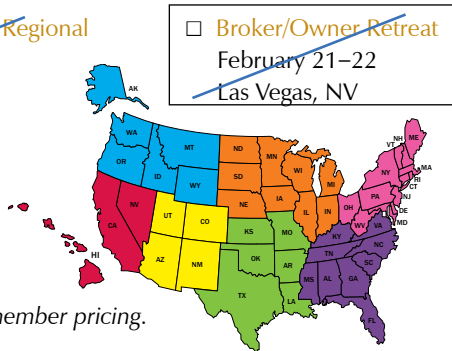 Regional
☐ Broker/Owner Retreat
February 21–22
Las Vegas, NV
AK
WA
OR
ID
MT
WY
ND
SD
NE
MN
IA
WI
IL
IN
MI
CA
NV
UT
CO
AZ
NM
KS
OK
TX
MO
AR
LA
OH
WV
PA
NY
VT
NH
ME
MA
RI
CT
NJ
DE
MD
KY
VA
TN
NC
SC
MS
AL
GA
FL
HI
member pricing.